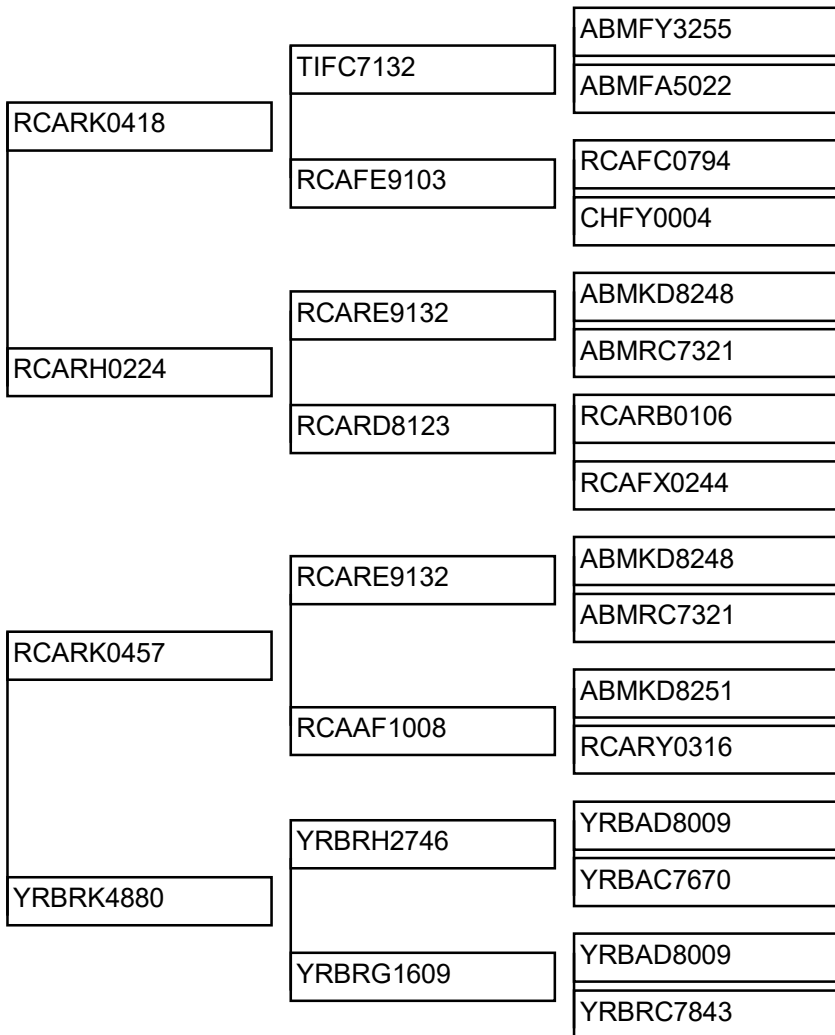 ABMFY3255
TIFC7132
ABMFA5022
RCARK0418
RCAFC0794
RCAFE9103
CHFY0004
ABMKD8248
RCARE9132
ABMRC7321
RCARH0224
RCARB0106
RCARD8123
RCAFX0244
ABMKD8248
RCARE9132
ABMRC7321
RCARK0457
ABMKD8251
RCAAF1008
RCARY0316
YRBAD8009
YRBRH2746
YRBAC7670
YRBRK4880
YRBAD8009
YRBRG1609
YRBRC7843